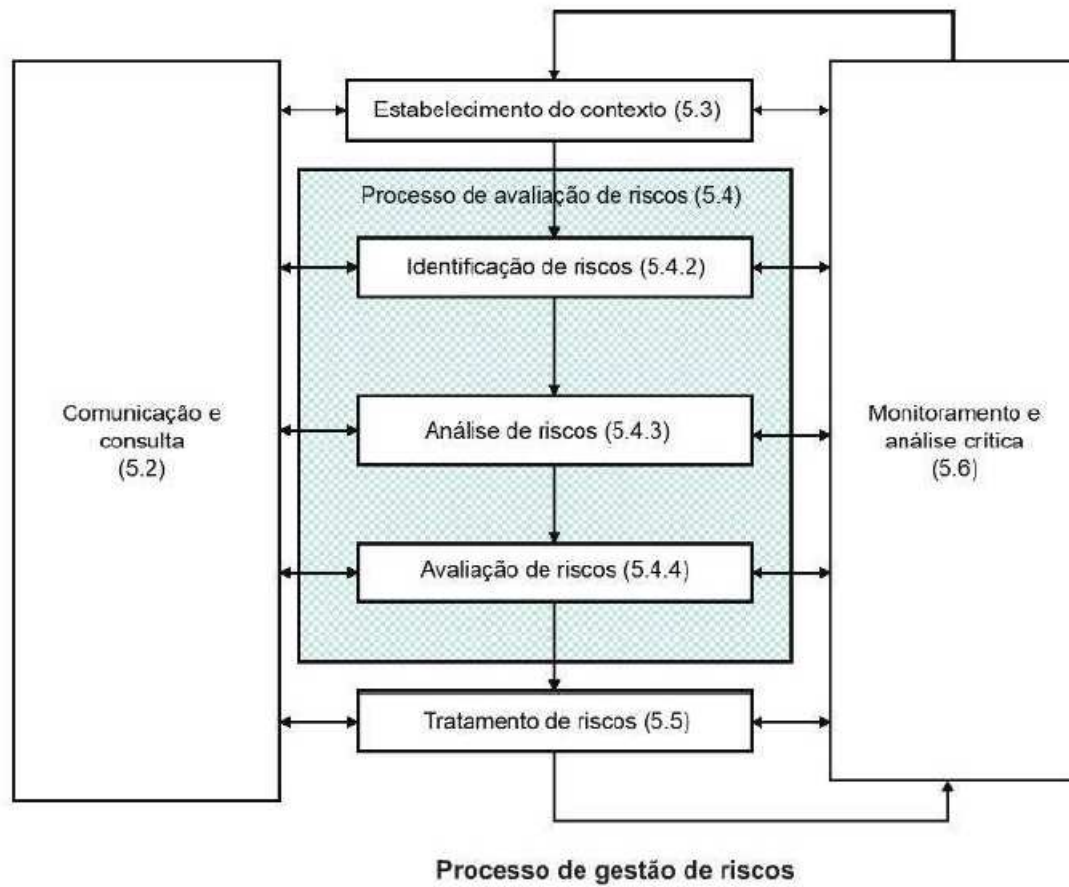 Estabelecimento do contexto (5.3)
Processo de avaliação de riscos (5.4)
Identificação de riscos (5.4.2)
Comunicação e
consulta
(5.2)
Análise de riscos (5.4.3)
Monitoramento e
análise crítica
(5.6)
Avaliação de riscos (5.4.4)
Tratamento de riscos (5.5)
Processo de gestão de riscos